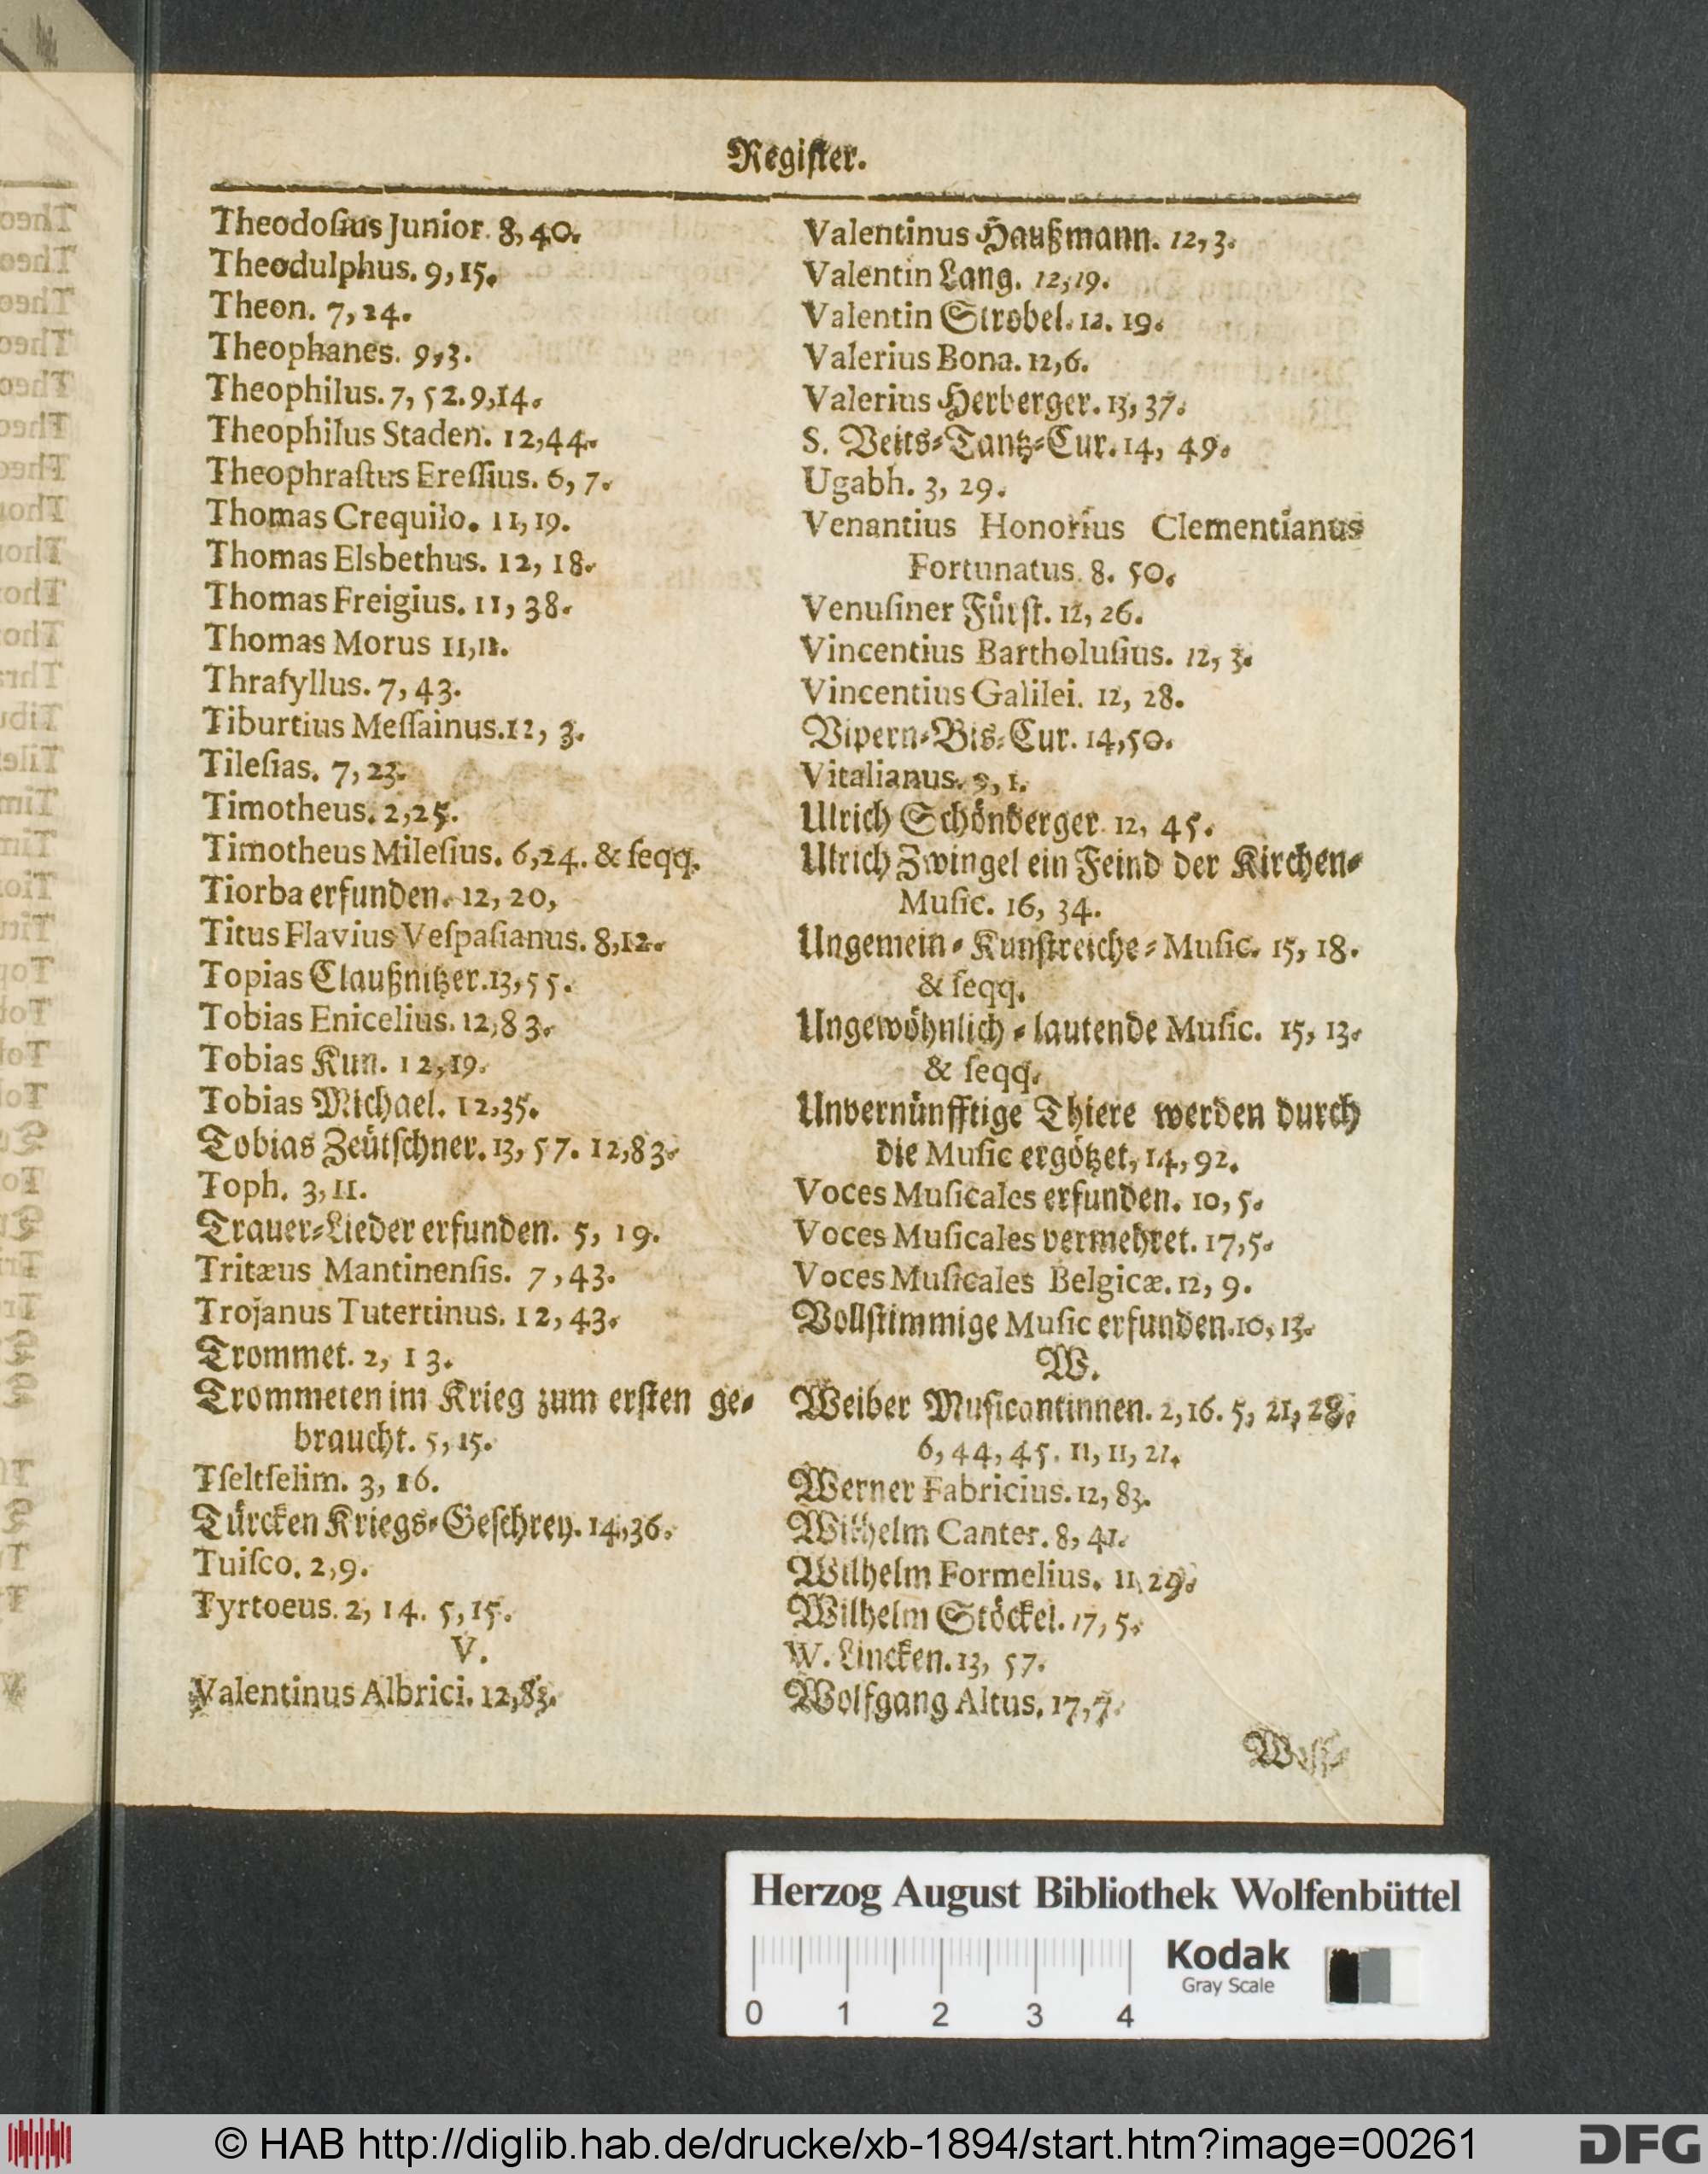 Regiſter.
Theodoſius Junior. 8, 40.
Theodulphus. 9, 15.
Theon. 7, 24.
Theophanes. 9, 3.
Theophilus. 7, 52. 9, 14.
Theophilus Staden. 12, 44.
Theophraſtus Ereſſius. 6, 7.
Thomas Crequilo. 11, 19.
Thomas Elsbethus. 12, 18.
Thomas Freigius. 11, 38.
Thomas Morus 11, 11.
Thraſyllus. 7, 43.
Tiburtius Meſſainus. 12, 3.
Tileſias. 7, 23.
Timotheus. 2, 25.
Timotheus Mileſius. 6, 24. & ſeqq.
Tiorba erfunden. 12, 20,
Titus Flavius Veſpaſianus. 8, 12.
Topias Claußnitzer. 13, 55.
Tobias Enicelius. 12, 83.
Tobias Kun. 12, 19.
Tobias Michael. 12, 35.
Tobias Zeütſchner. 13, 57. 12, 83.
Toph. 3, 11.
Trauer-Lieder erfunden. 5, 19.
Tritæus Mantinenſis. 7, 43.
Trojanus Tutertinus. 12, 43.
Trommet. 2, 13.
Trommeten im Krieg zum erſten ge-
braucht. 5, 15.
Tſeltſelim. 3, 16.
Türcken Kriegs-Geſchrey. 14, 36.
Tuiſco. 2, 9.
Tyrtoeus. 2, 14. 5, 15.
V.
Valentinus Albrici. 12, 83.
Valentinus Haußmann. 12, 3.
Valentin Lang. 12, 19.
Valentin Strobel. 12. 19.
Valerius Bona. 12, 6.
Valerius Herberger. 13, 37.
S. Veits-Tantz-Cur. 14, 49.
Ugabh. 3, 29.
Venantius Honorius Clementianus
Fortunatus. 8. 50.
Venuſiner Fürſt. 12, 26.
Vincentius Bartholuſius. 12, 3.
Vincentius Galilei. 12, 28.
Vipern-Bis-Cur. 14, 50.
Vitalianus. 9, 1.
Ulrich Schönberger. 12, 45.
Ulrich Zwingel ein Feind der Kirchen-
Muſic. 16, 34.
Ungemein-Kunſtreiche-Muſic. 15, 18.
& ſeqq.
Ungewöhnlich-lautende Muſic. 15, 13.
& ſeqq.
Unvernünfftige Thiere werden durch
die Muſic ergötzet, 14, 92.
Voces Muſicales erfunden. 10, 5.
Voces Muſicales vermehret. 17, 5.
Voces Muſicales Belgicæ. 12, 9.
Vollſtimmige Muſic erfunden. 10, 13.
W.
Weiber Muſicantinnen. 2, 16. 5, 21, 28,
6, 44, 45. 11, 11, 21.
Werner Fabricius. 12, 83.
Wilhelm Canter. 8, 41.
Wilhelm Formelius. 11, 29.
Wilhelm Stöckel. 17, 5.
W. Lincken. 13, 57.
Wolfgang Altus. 17, 7.
Herzog August Bibliothek Wolfenbüttel
Kodak
Gray Scale
0 1 2 3 4
© HAB http://diglib.hab.de/drucke/xb-1894/start.htm?image=00261
DFG